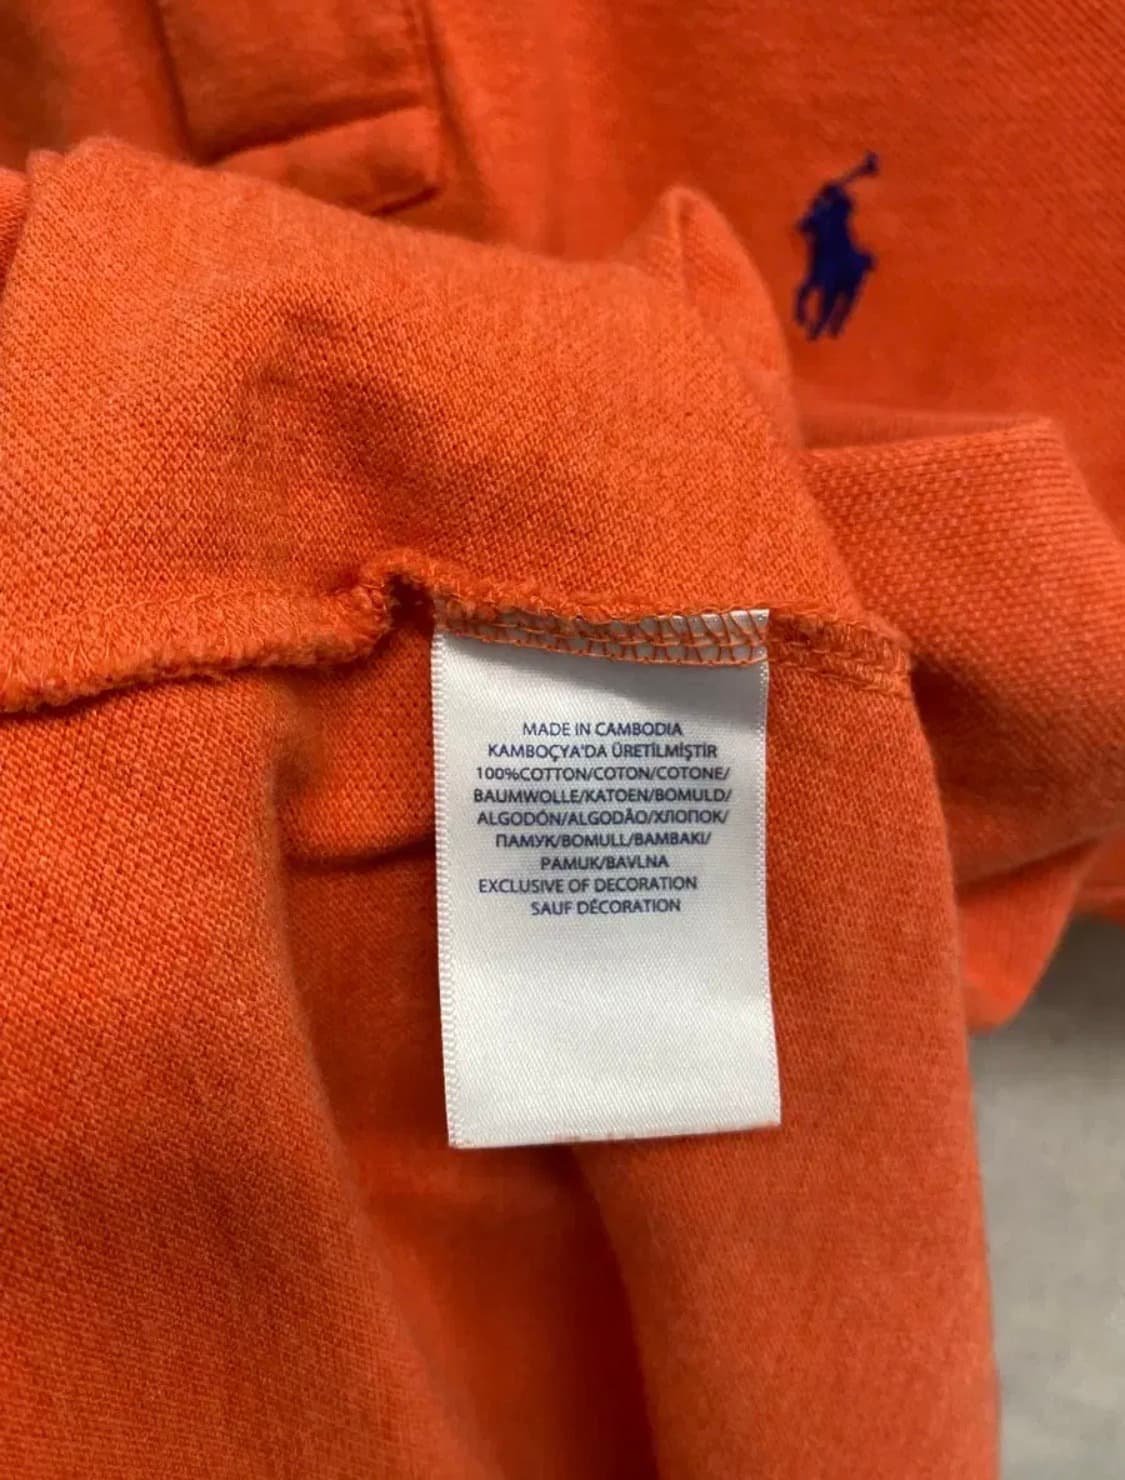 MADE IN CAMBODIA
KAMBOÇYA'DA ÜRETİLMİŞTİR
100%COTTON/COTON/COTONE/
BAUMWOLLE/KATOEN/BOMULD/
ALGODÓN/ALGODÃO/ХЛОПОК/
ПАМУК/BOMULL/BAMBAKI/
PAMUK/BAVLNA
EXCLUSIVE OF DECORATION
SAUF DÉCORATION